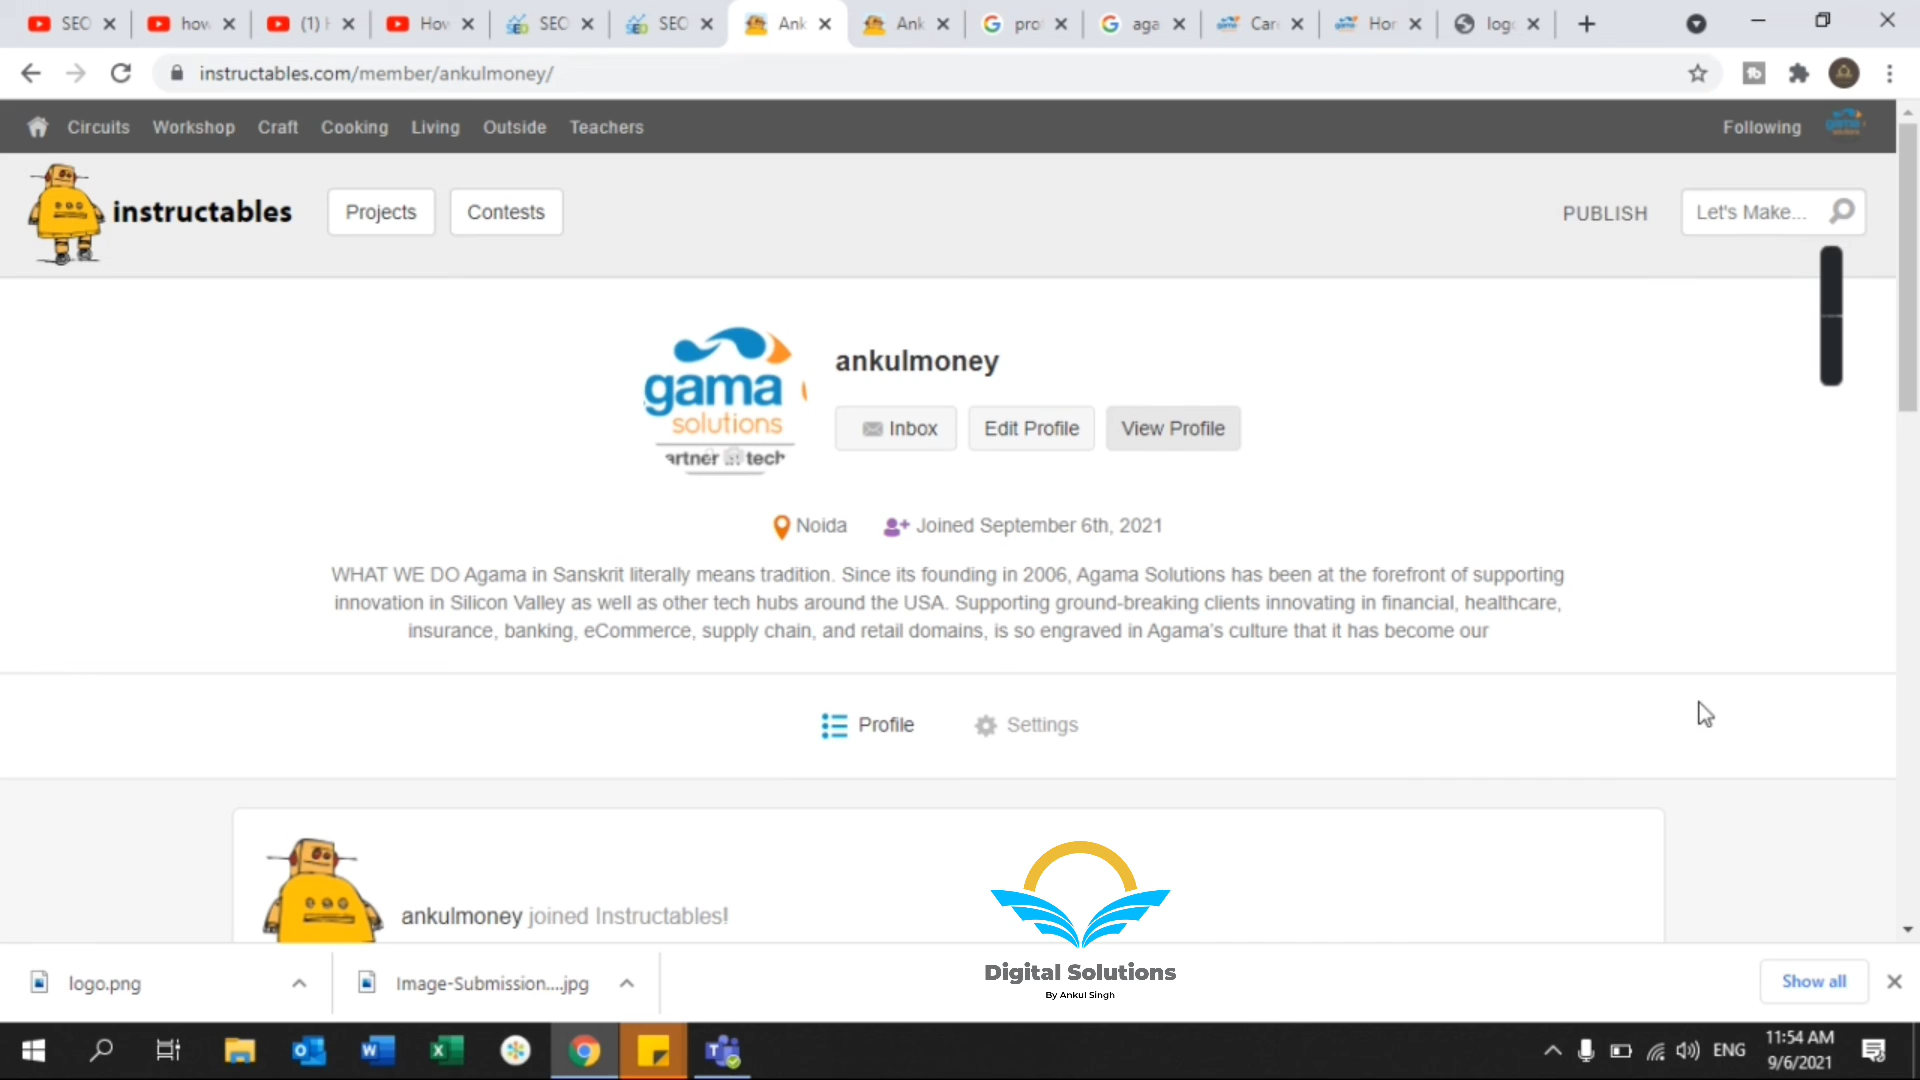 SEO
how
(1) H
How
SEO
SEO
Ank
Ank
pro
aga
Car
Hor
logo
instructables.com/member/ankulmoney/
Circuits Workshop Craft Cooking Living Outside Teachers Following
instructables Projects Contests PUBLISH Let's Make...
gama
solutions
artner in tech
ankulmoney
Inbox Edit Profile View Profile
Noida Joined September 6th, 2021
WHAT WE DO Agama in Sanskrit literally means tradition. Since its founding in 2006, Agama Solutions has been at the forefront of supporting
innovation in Silicon Valley as well as other tech hubs around the USA. Supporting ground-breaking clients innovating in financial, healthcare,
insurance, banking, eCommerce, supply chain, and retail domains, is so engraved in Agama's culture that it has become our
Profile Settings
ankulmoney joined Instructables!
Digital Solutions
By Ankul Singh
logo.png Image-Submission....jpg Show all
ENG
11:54 AM
9/6/2021